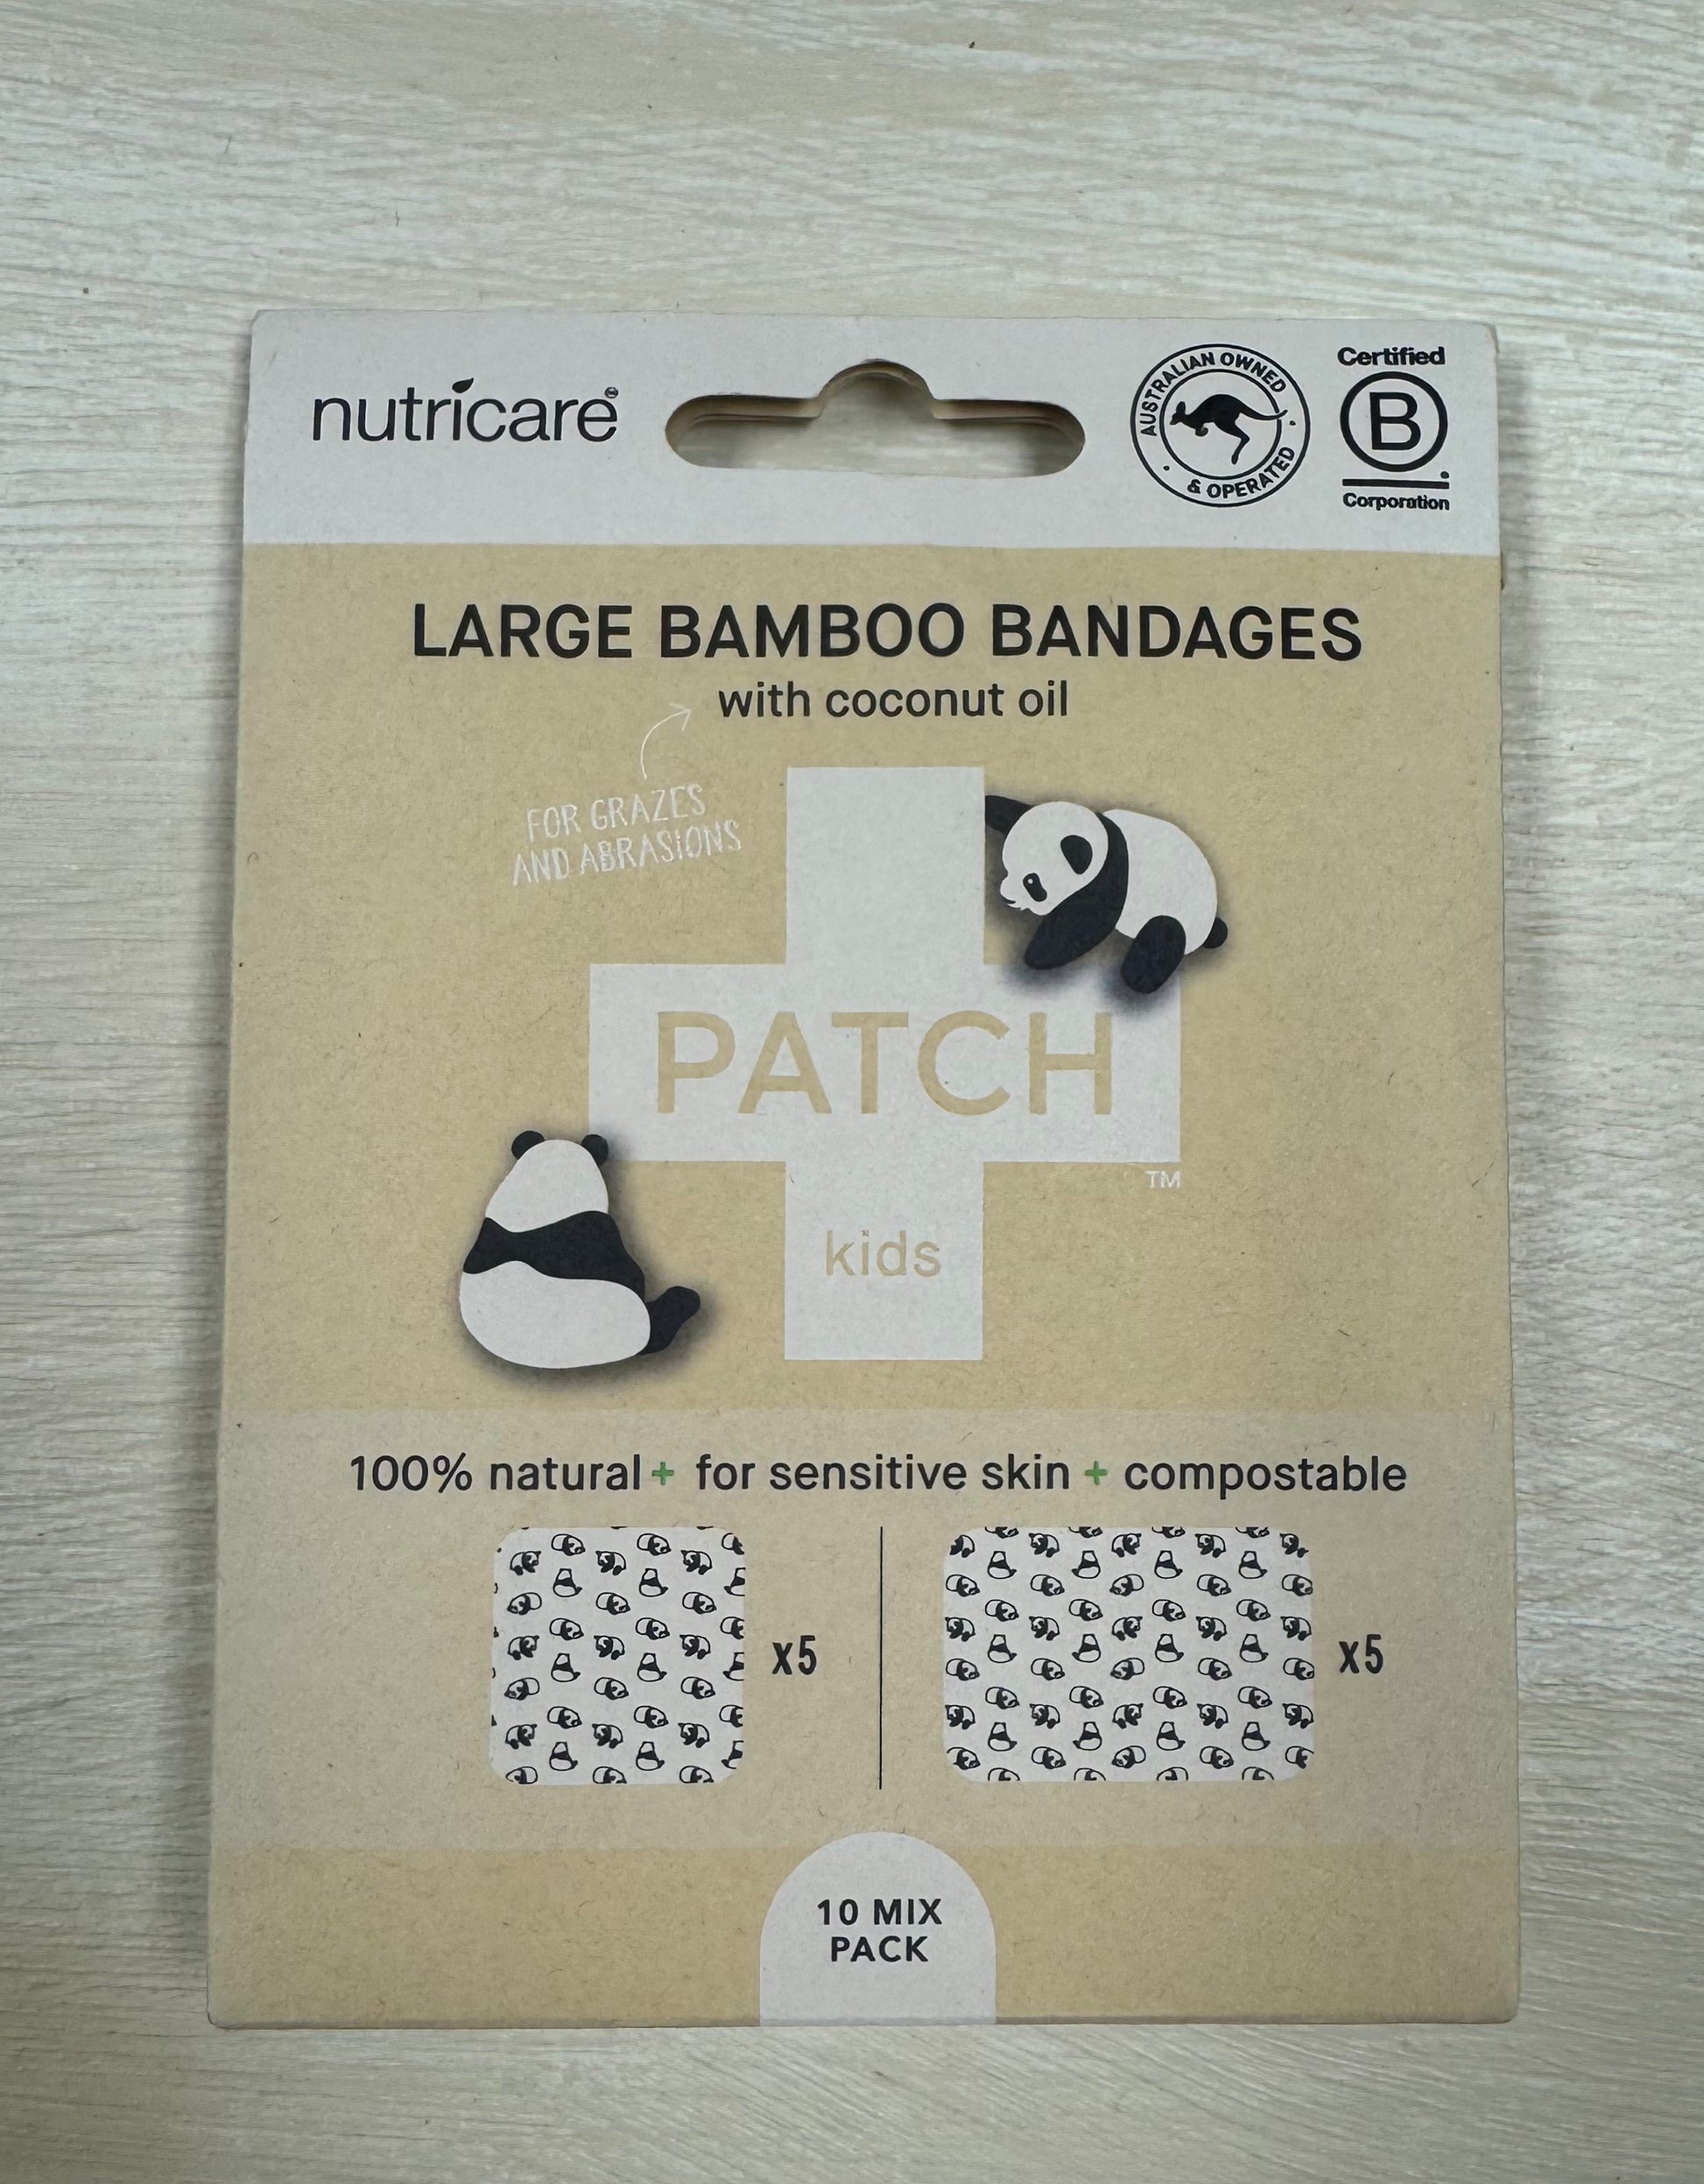 nutricare
AUSTRALIAN OWNED
& OPERATED
Certified
B
Corporation
LARGE BAMBOO BANDAGES
with coconut oil
FOR GRAZES
AND ABRASIONS
PATCH
TM
kids
100% natural + for sensitive skin + compostable
x5
x5
10 MIX
PACK